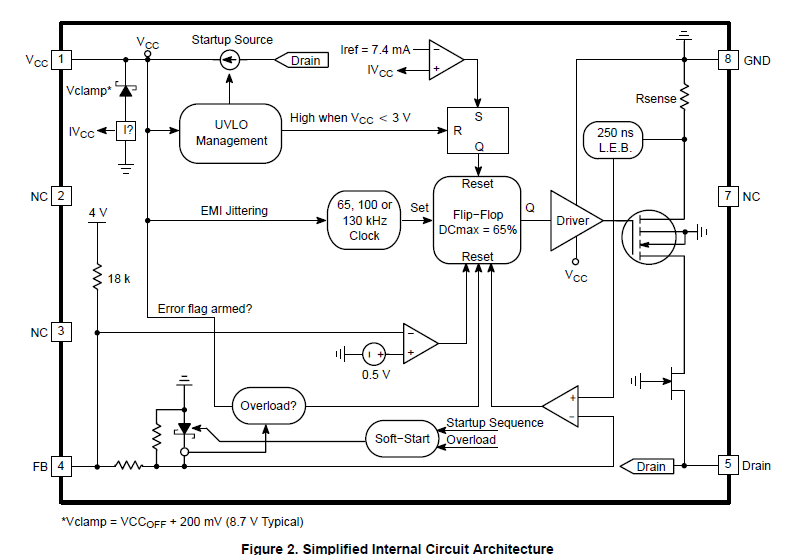 VCC 1
VCC
Startup Source
Drain
Iref = 7.4 mA
−
+
IVCC
8 GND
Vclamp*
Rsense
IVCC
I?
UVLO
Management
High when VCC < 3 V
S
R
Q
250 ns
L.E.B.
NC 2
7 NC
4 V
EMI Jittering
65, 100 or
130 kHz
Clock
Set
Reset
Flip−Flop
DCmax = 65%
Reset
Q
Driver
VCC
18 k
Error flag armed?
NC 3
−
+
− +
0.5 V
Overload?
+
−
Soft−Start
Startup Sequence
Overload
FB 4
Drain
5 Drain
*Vclamp = VCCOFF + 200 mV (8.7 V Typical)
Figure 2. Simplified Internal Circuit Architecture